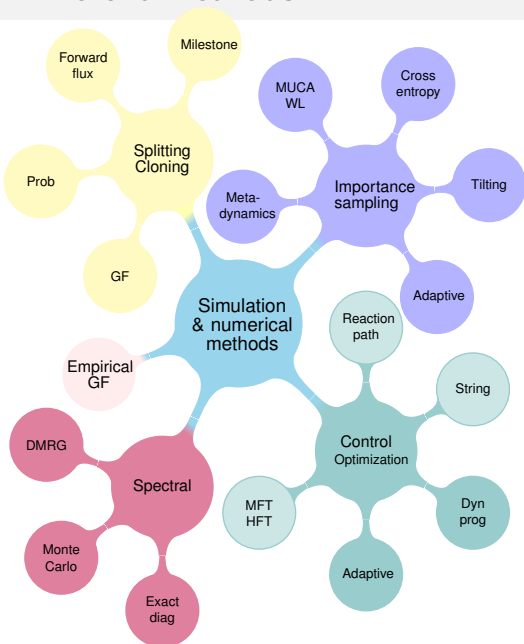 Milestone
Forward
flux
Splitting
Cloning
Prob
GF
MUCA
WL
Cross
entropy
Importance
sampling
Tilting
Meta-
dynamics
Adaptive
Simulation
& numerical
methods
Reaction
path
Empirical
GF
String
Control
Optimization
DMRG
Spectral
MFT
HFT
Dyn
prog
Monte
Carlo
Adaptive
Exact
diag